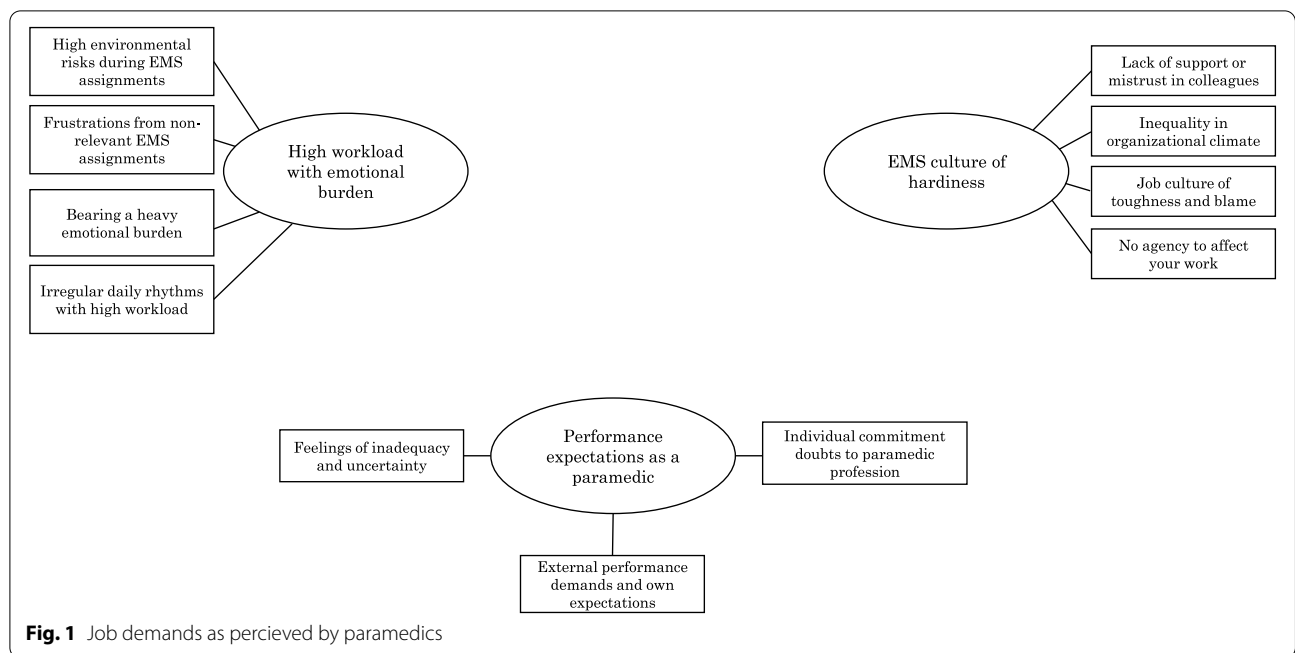 High environmental
risks during EMS
assignments
Frustrations from non-
relevant EMS
assignments
Bearing a heavy
emotional burden
Irregular daily rhythms
with high workload
High workload
with emotional
burden
EMS culture of
hardiness
Lack of support or
mistrust in colleagues
Inequality in
organizational climate
Job culture of
toughness and blame
No agency to affect
your work
Feelings of inadequacy
and uncertainty
Performance
expectations as a
paramedic
Individual commitment
doubts to paramedic
profession
External performance
demands and own
expectations
Fig. 1 Job demands as percieved by paramedics